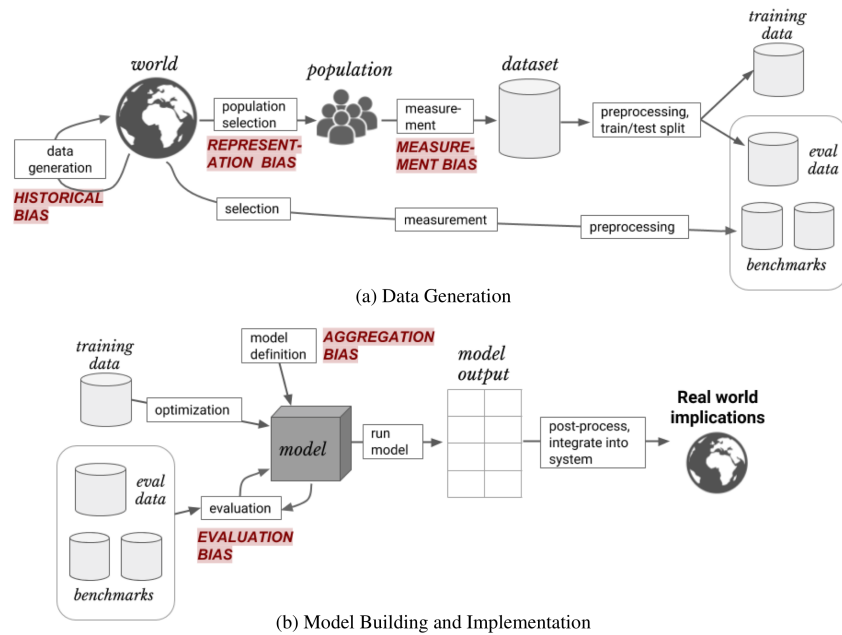 training
data
world
population
dataset
population
selection
measure-
ment
preprocessing,
train/test split
data
generation
REPRESENT-
ATION BIAS
MEASURE-
MENT BIAS
eval
data
HISTORICAL
BIAS
selection
measurement
preprocessing
benchmarks
(a) Data Generation
training
data
model
definition
AGGREGATION
BIAS
model
output
Real world
implications
optimization
model
run
model
post-process,
integrate into
system
eval
data
evaluation
EVALUATION
BIAS
benchmarks
(b) Model Building and Implementation